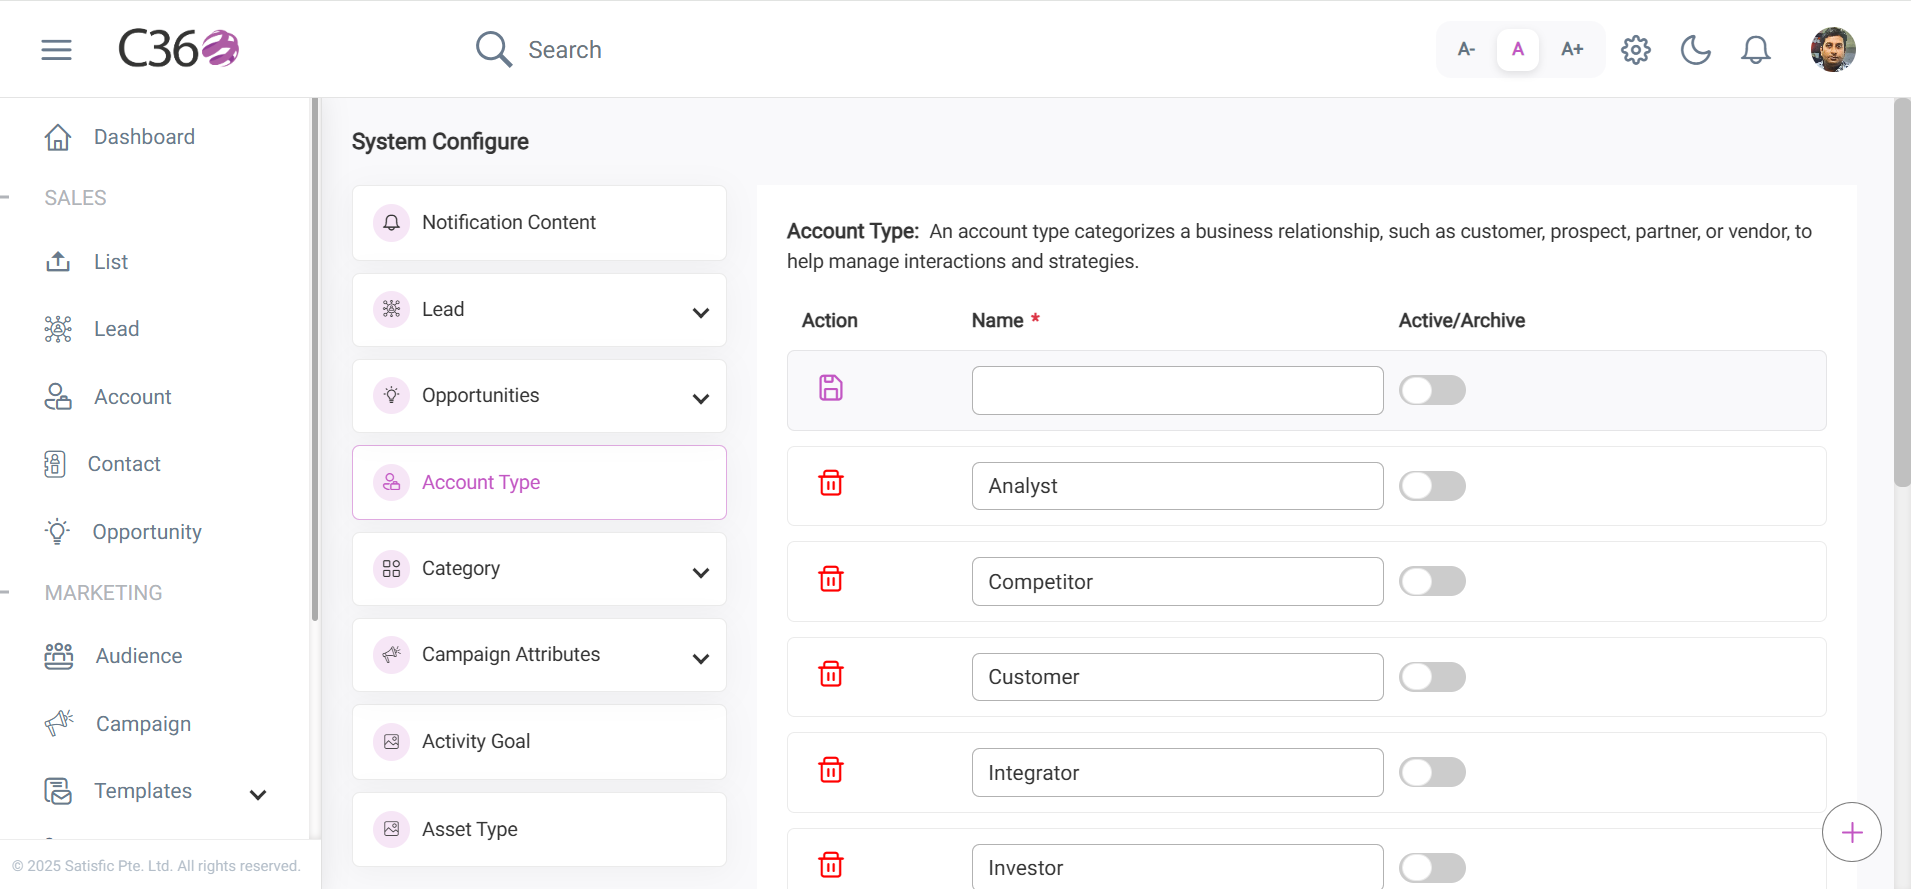 C360
Search
A-
A
A+
Dashboard
SALES
List
Lead
Account
Contact
Opportunity
MARKETING
Audience
Campaign
Templates
© 2025 Satisfic Pte. Ltd. All rights reserved.
System Configure
Notification Content
Lead
Opportunities
Account Type
Category
Campaign Attributes
Activity Goal
Asset Type
Account Type: An account type categorizes a business relationship, such as customer, prospect, partner, or vendor, to
help manage interactions and strategies.
Action Name * Active/Archive
Analyst
Competitor
Customer
Integrator
Investor